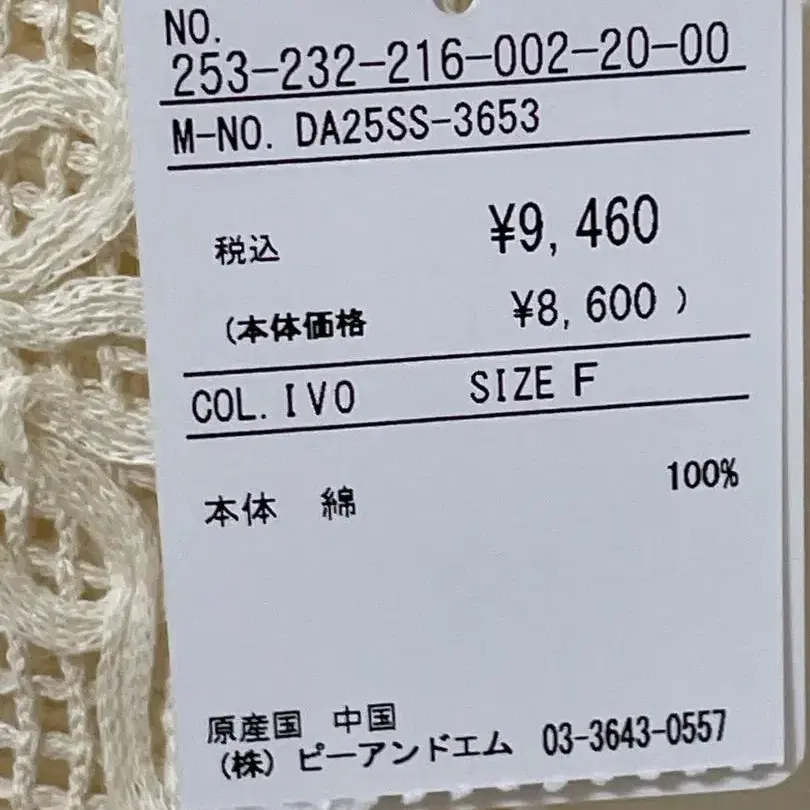 NO.
253-232-216-002-20-00
M-NO. DA25SS-3653
税込 ¥9,460
(本体価格 ¥8,600 )
COL. IVO SIZE F
本体 綿 100%
原産国 中国
(株) ピーアンドエム 03-3643-0557